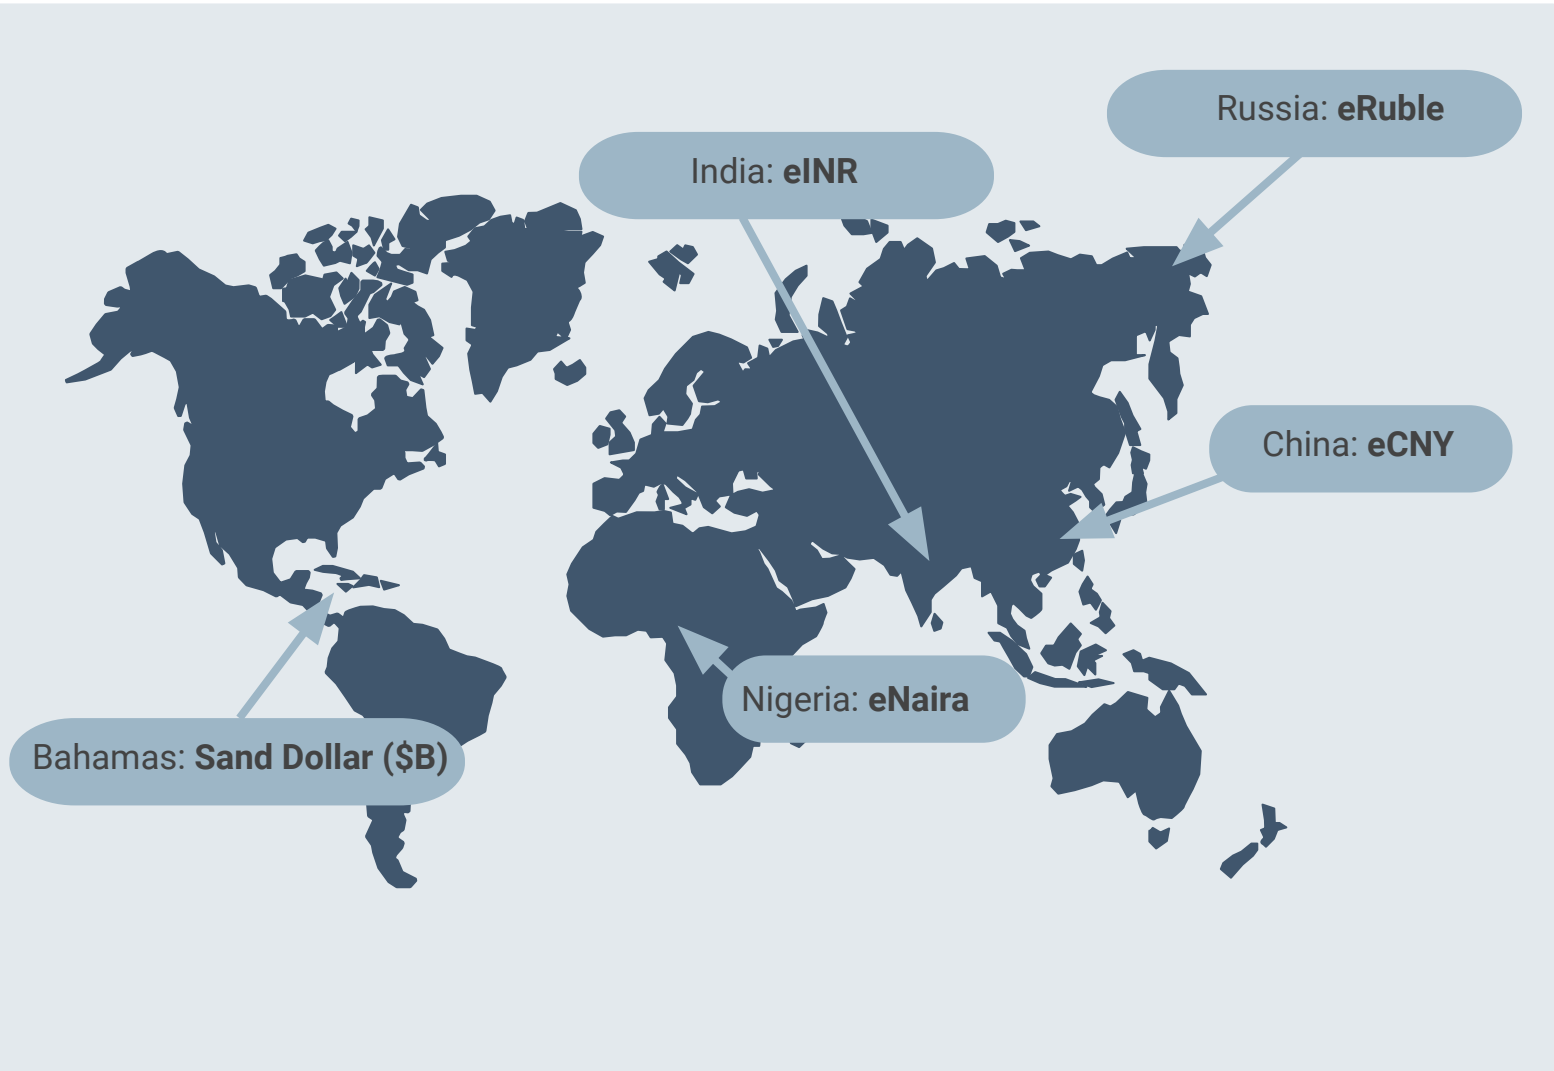 Russia: eRuble
India: eINR
China: eCNY
Nigeria: eNaira
Bahamas: Sand Dollar ($B)